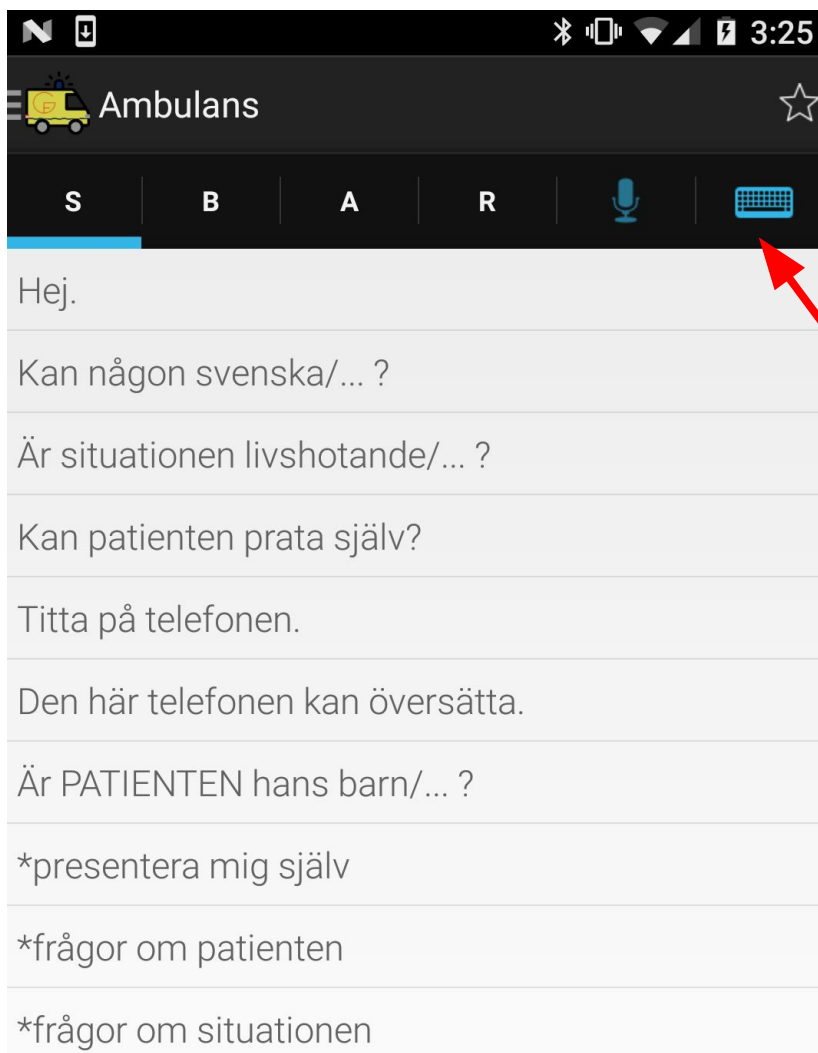 N 3:25
Ambulans
S B A R
Hej.
Kan någon svenska/... ?
Är situationen livshotande/... ?
Kan patienten prata själv?
Titta på telefonen.
Den här telefonen kan översätta.
Är PATIENTEN hans barn/... ?
*presentera mig själv
*frågor om patienten
*frågor om situationen